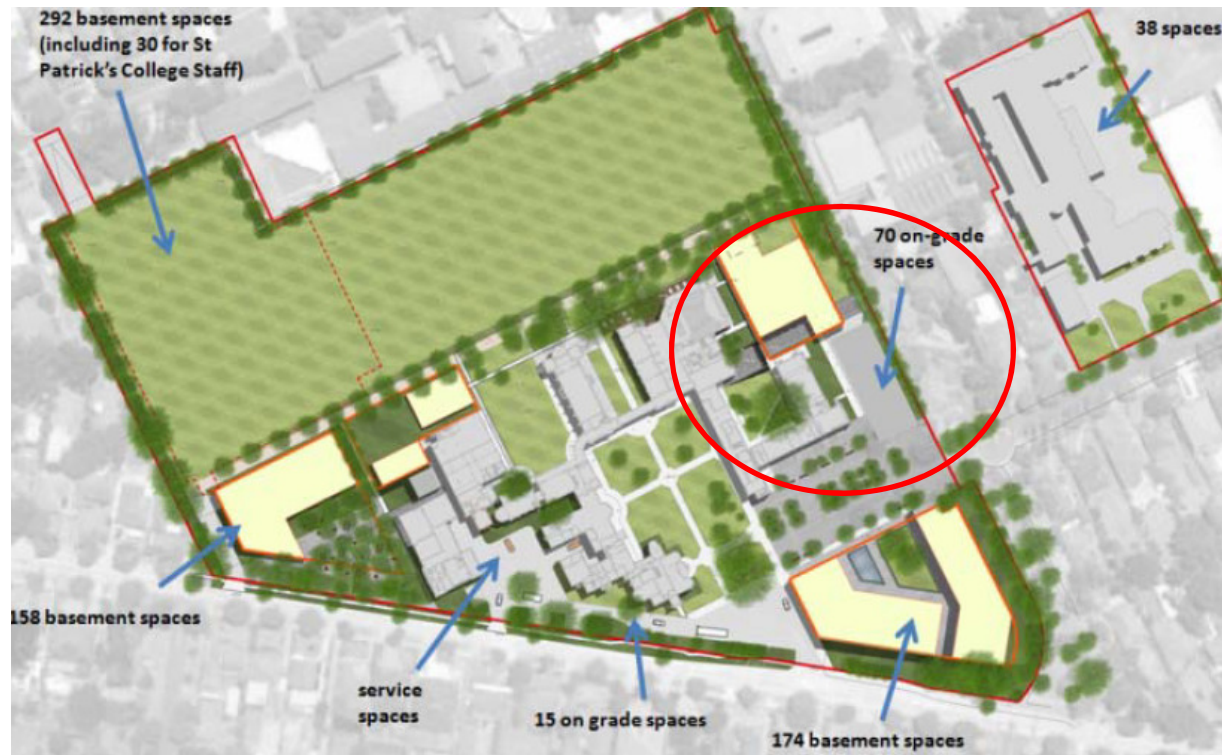 292 basement spaces
(including 30 for St
Patrick's College Staff)
38 spaces
70 on-grade
spaces
158 basement spaces
service
spaces
15 on grade spaces
174 basement spaces